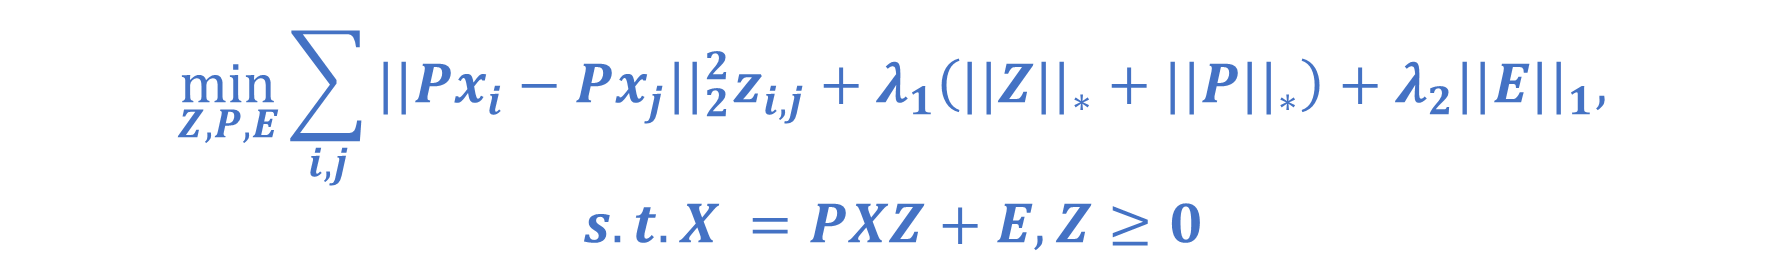 min_{Z,P,E} ∑_{i,j} ||Px_i − Px_j||_2^2 z_{i,j} + λ_1(||Z||_* + ||P||_*) + λ_2||E||_1,
s.t. X = PXZ + E, Z ≥ 0